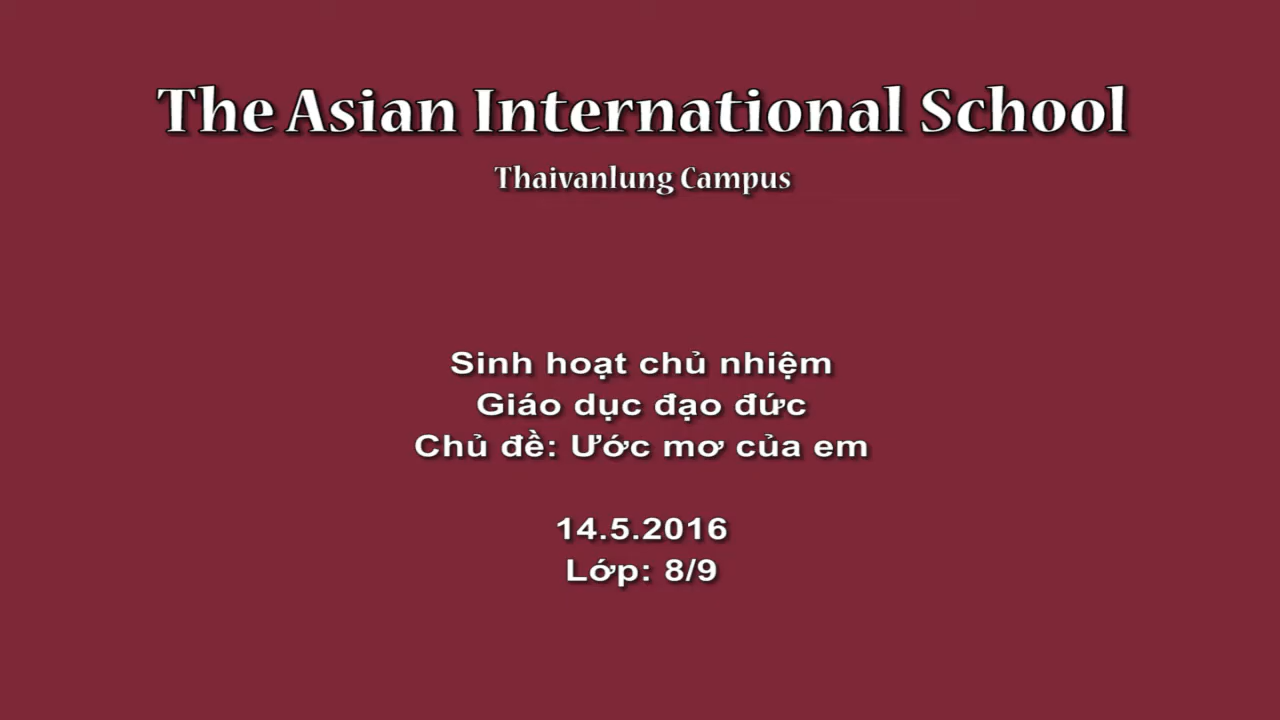 The Asian International School
Thaivanlung Campus
Sinh hoạt chủ nhiệm
Giáo dục đạo đức
Chủ đề: Ước mơ của em
14.5.2016
Lớp: 8/9